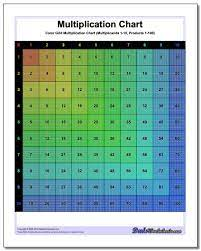 Multiplication Chart
Color Grid Multiplication Chart (Multiplicands 1-10, Products 1-100)
1 2 3 4 5 6 7 8 9 10
1 1 2 3 4 5 6 7 8 9 10
2 2 4 6 8 10 12 14 16 18 20
3 3 6 9 12 15 18 21 24 27 30
4 4 8 12 16 20 24 28 32 36 40
5 5 10 15 20 25 30 35 40 45 50
6 6 12 18 24 30 36 42 48 54 60
7 7 14 21 28 35 42 49 56 63 70
8 8 16 24 32 40 48 56 64 72 80
9 9 18 27 36 45 54 63 72 81 90
10 10 20 30 40 50 60 70 80 90 100